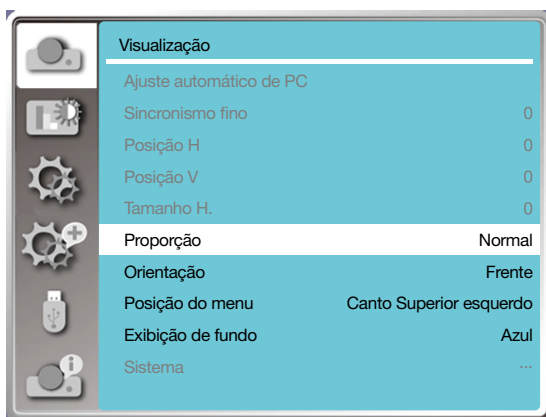 Visualização
Ajuste automático de PC
Sincronismo fino 0
Posição H 0
Posição V 0
Tamanho H. 0
Proporção Normal
Orientação Frente
Posição do menu Canto Superior esquerdo
Exibição de fundo Azul
Sistema ...